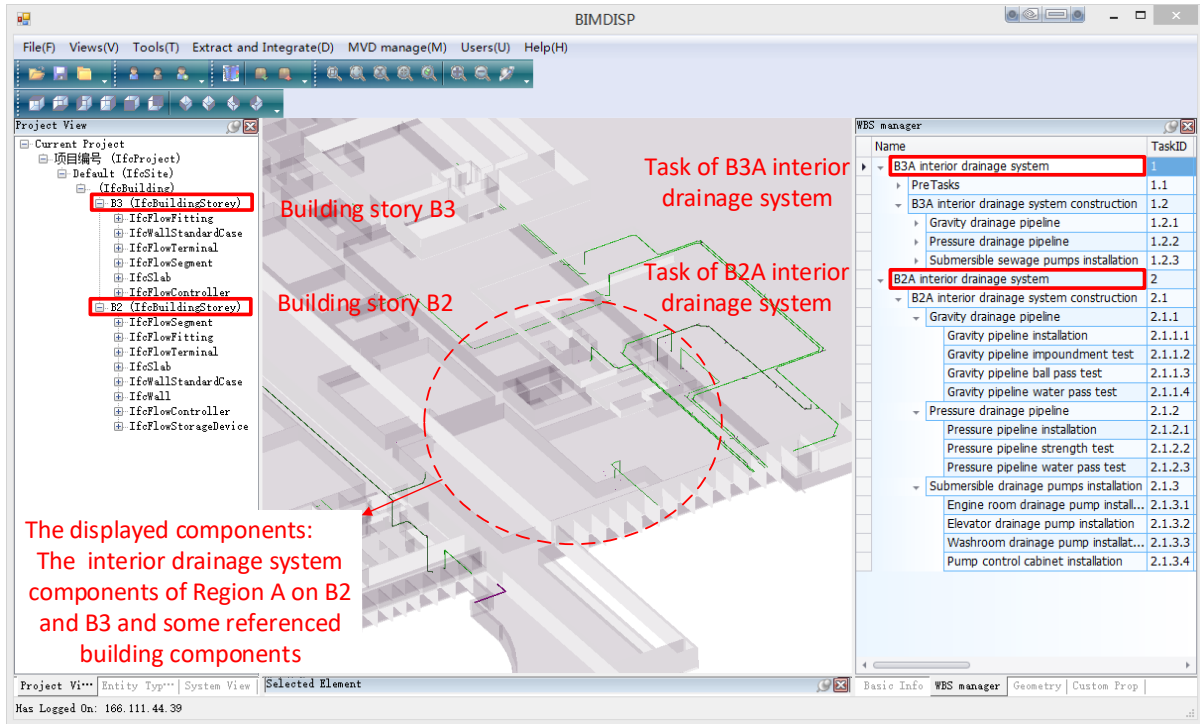 BIMDISP
File(F) Views(V) Tools(T) Extract and Integrate(D) MVD manage(M) Users(U) Help(H)
Project View
Current Project
项目编号 (IfcProject)
Default (IfcSite)
(IfcBuilding)
B3 (IfcBuildingStorey)
IfcFlowFitting
IfcWallStandardCase
IfcFlowTerminal
IfcFlowSegment
IfcSlab
IfcFlowController
B2 (IfcBuildingStorey)
IfcFlowSegment
IfcFlowFitting
IfcFlowTerminal
IfcSlab
IfcWallStandardCase
IfcWall
IfcFlowController
IfcFlowStorageDevice
Building story B3
Building story B2
Task of B3A interior
drainage system
Task of B2A interior
drainage system
The displayed components:
The interior drainage system
components of Region A on B2
and B3 and some referenced
building components
WBS manager
Name TaskID
B3A interior drainage system 1
PreTasks 1.1
B3A interior drainage system construction 1.2
Gravity drainage pipeline 1.2.1
Pressure drainage pipeline 1.2.2
Submersible sewage pumps installation 1.2.3
B2A interior drainage system 2
B2A interior drainage system construction 2.1
Gravity drainage pipeline 2.1.1
Gravity pipeline installation 2.1.1.1
Gravity pipeline impoundment test 2.1.1.2
Gravity pipeline ball pass test 2.1.1.3
Gravity pipeline water pass test 2.1.1.4
Pressure drainage pipeline 2.1.2
Pressure pipeline installation 2.1.2.1
Pressure pipeline strength test 2.1.2.2
Pressure pipeline water pass test 2.1.2.3
Submersible drainage pumps installation 2.1.3
Engine room drainage pump install... 2.1.3.1
Elevator drainage pump installation 2.1.3.2
Washroom drainage pump installat... 2.1.3.3
Pump control cabinet installation 2.1.3.4
Project Vi··· Entity Typ··· System View
Selected Element
Basic Info WBS manager Geometry Custom Prop
Has Logged On: 166.111.44.39